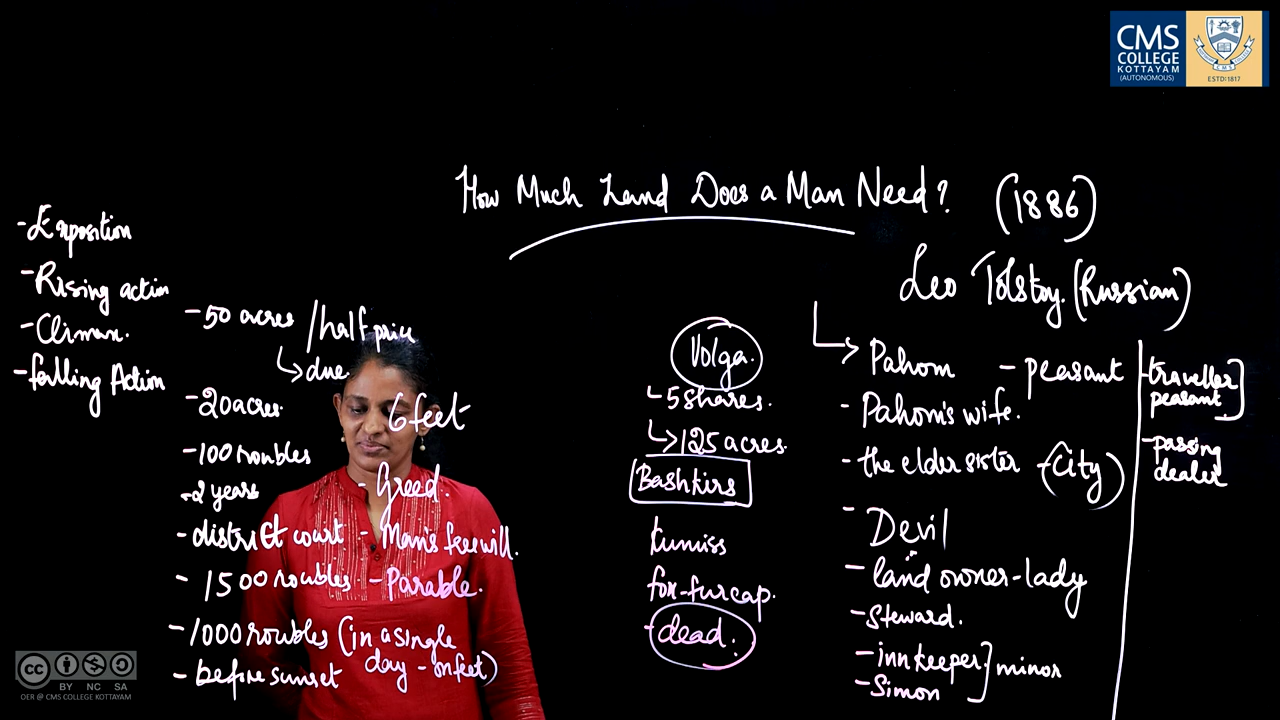 CMS
COLLEGE
KOTTAYAM
(AUTONOMOUS)
ESTD:1817
How Much Land Does a Man Need? (1886)
Leo Tolstoy. (Russian)
-Exposition
-Rising action
-Climax.
-falling Action
-50 acres /half price
due
-20 acres.
6 feet
-100 roubles
-2 years
- Greed.
-district court
- Man's free will.
- 1500 roubles
- Parable.
-1000 roubles (in a single
day - on feet)
- before sunset
Volga.
5 shares.
125 acres.
Bashkirs
kumiss
fox-fur cap.
-dead.
Pahom - peasant
- Pahom's wife.
- the elder sister -(City)
- Devil
- land owner-lady
-Steward.
-innkeeper
-Simon
minor
-traveller
peasant
-passing
dealer
CC BY NC SA
OER @ CMS COLLEGE KOTTAYAM